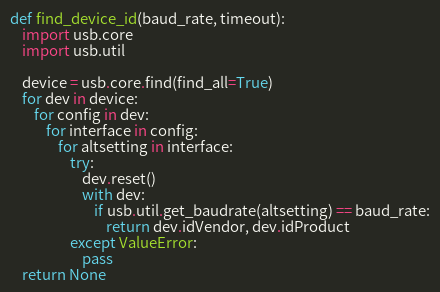 def find_device_id(baud_rate, timeout):
    import usb.core
    import usb.util

    device = usb.core.find(find_all=True)
    for dev in device:
        for config in dev:
            for interface in config:
                for altsetting in interface:
                    try:
                        dev.reset()
                        with dev:
                            if usb.util.get_baudrate(altsetting) == baud_rate:
                                return dev.idVendor, dev.idProduct
                    except ValueError:
                        pass
    return None